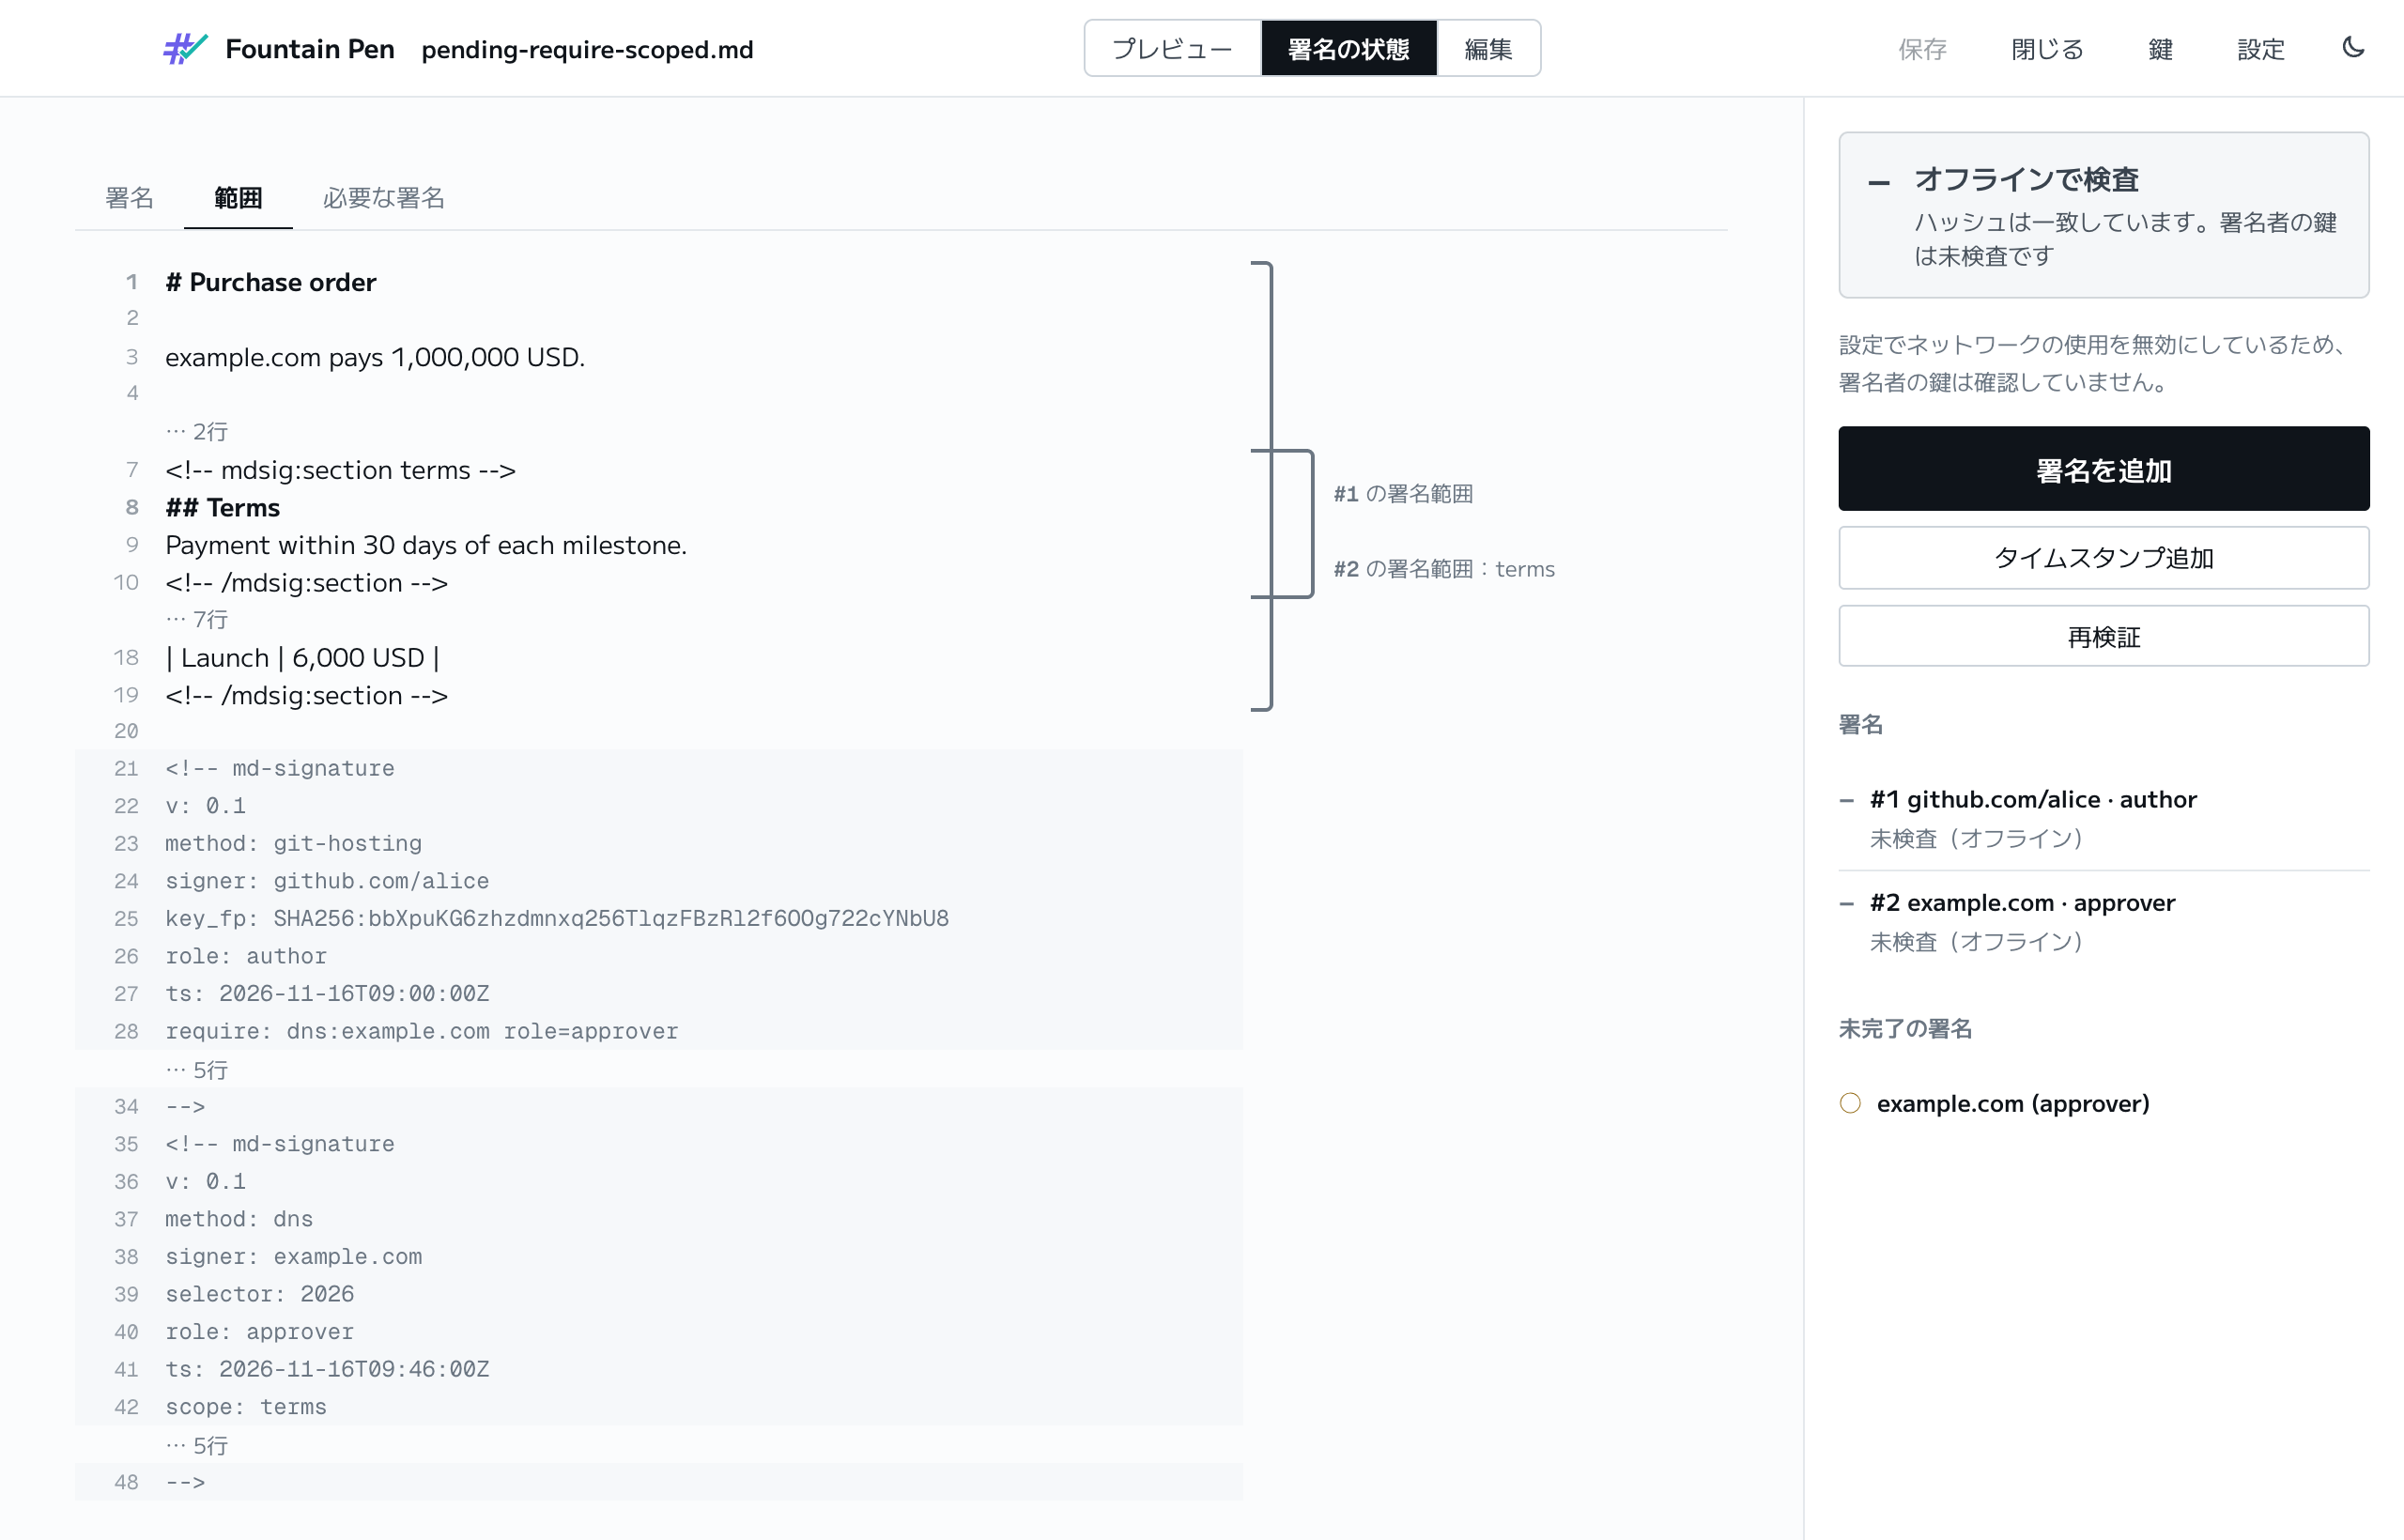 Fountain Pen
pending-require-scoped.md
プレビュー
署名の状態
編集
保存
閉じる
鍵
設定
署名
範囲
必要な署名
1 # Purchase order
2
3 example.com pays 1,000,000 USD.
4
… 2行
7 <!-- mdsig:section terms -->
8 ## Terms
9 Payment within 30 days of each milestone.
10 <!-- /mdsig:section -->
… 7行
18 | Launch | 6,000 USD |
19 <!-- /mdsig:section -->
20
#1 の署名範囲
#2 の署名範囲：terms
21 <!-- md-signature
22 v: 0.1
23 method: git-hosting
24 signer: github.com/alice
25 key_fp: SHA256:bbXpuKG6zhzdmnxq256TlqzFBzRl2f6OOg722cYNbU8
26 role: author
27 ts: 2026-11-16T09:00:00Z
28 require: dns:example.com role=approver
… 5行
34 -->
35 <!-- md-signature
36 v: 0.1
37 method: dns
38 signer: example.com
39 selector: 2026
40 role: approver
41 ts: 2026-11-16T09:46:00Z
42 scope: terms
… 5行
48 -->
オフラインで検査
ハッシュは一致しています。署名者の鍵
は未検査です
設定でネットワークの使用を無効にしているため、
署名者の鍵は確認していません。
署名を追加
タイムスタンプ追加
再検証
署名
#1 github.com/alice · author
未検査（オフライン）
#2 example.com · approver
未検査（オフライン）
未完了の署名
example.com (approver)